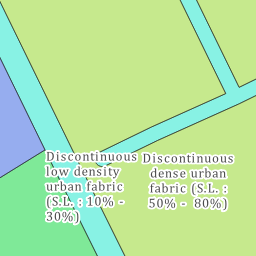 Discontinuous
low density
urban fabric
(S.L. : 10% -
30%)
Discontinuous
dense urban
fabric (S.L. :
50% -  80%)